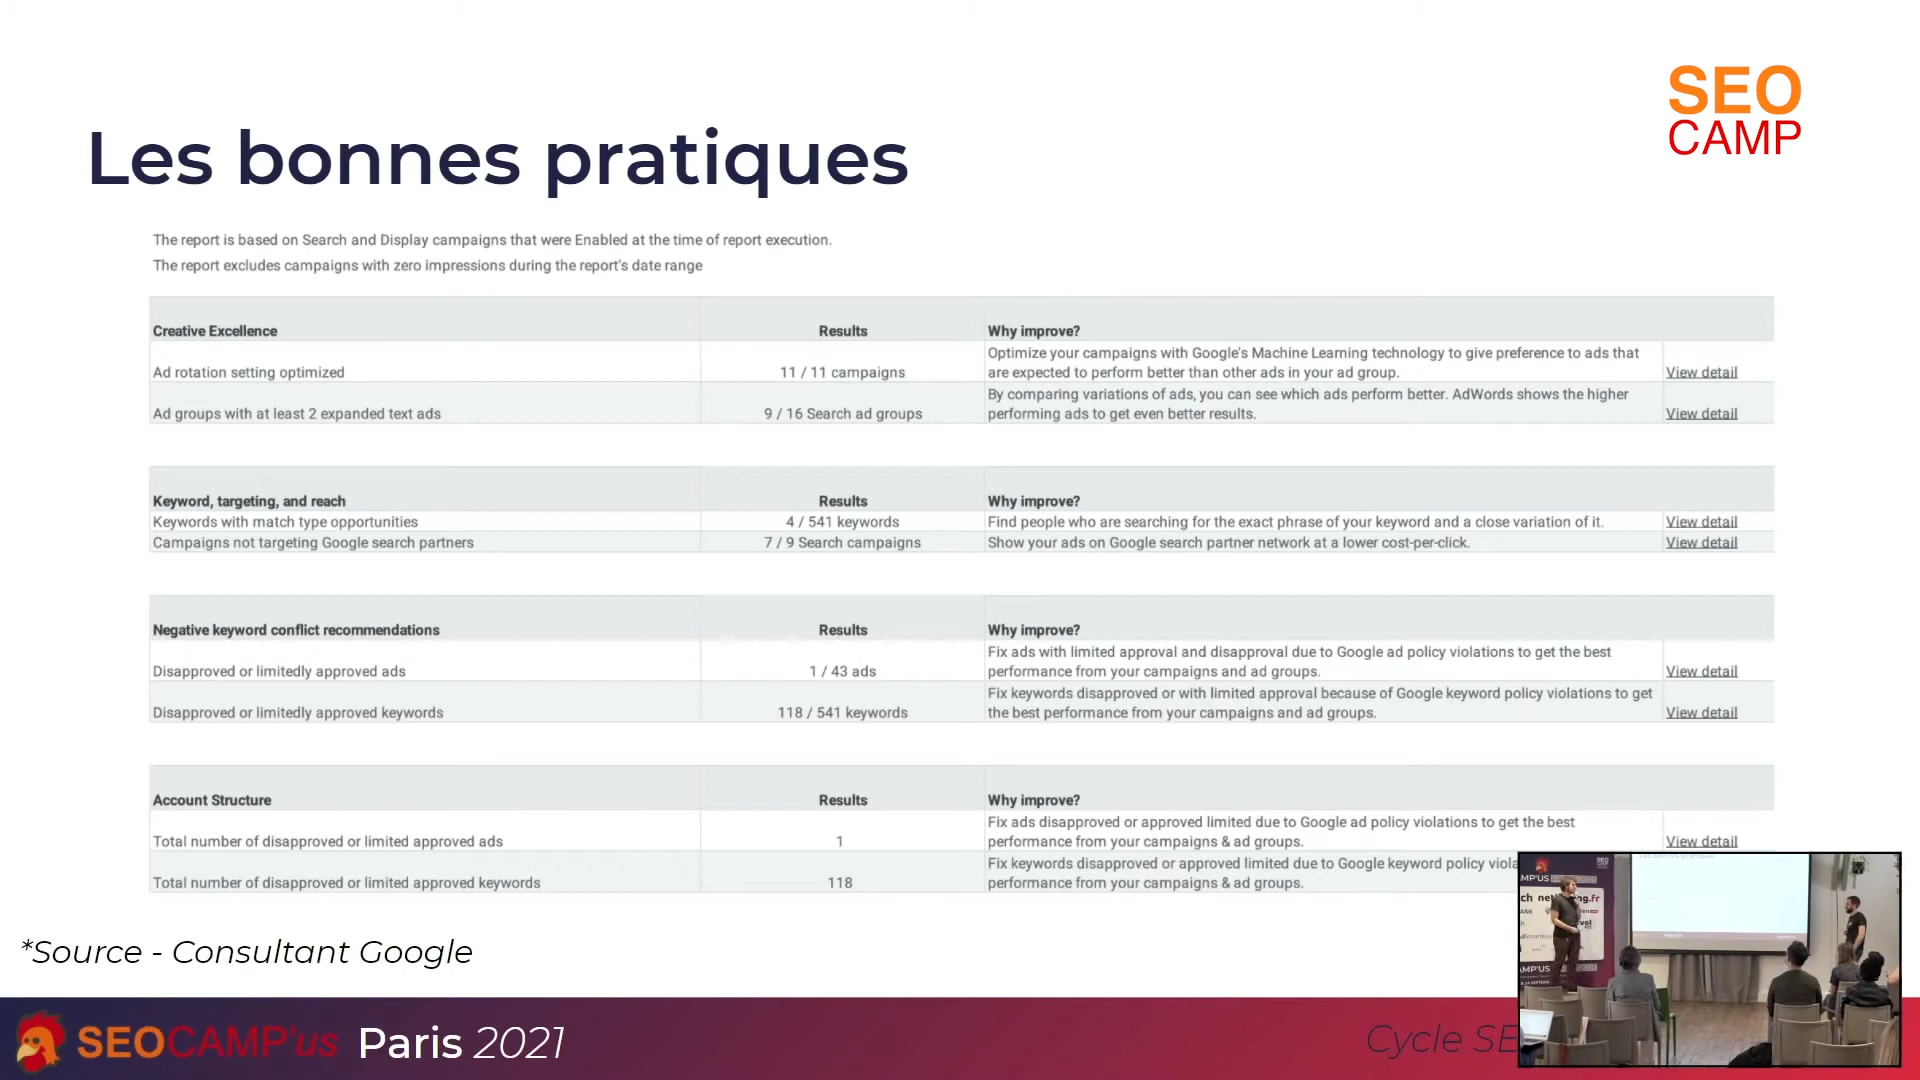 SEO
CAMP
Les bonnes pratiques
The report is based on Search and Display campaigns that were Enabled at the time of report execution.
The report excludes campaigns with zero impressions during the report's date range
Creative Excellence Results Why improve?
Ad rotation setting optimized 11 / 11 campaigns Optimize your campaigns with Google's Machine Learning technology to give preference to ads that
are expected to perform better than other ads in your ad group. View detail
Ad groups with at least 2 expanded text ads 9 / 16 Search ad groups By comparing variations of ads, you can see which ads perform better. AdWords shows the higher
performing ads to get even better results. View detail
Keyword, targeting, and reach Results Why improve?
Keywords with match type opportunities 4 / 541 keywords Find people who are searching for the exact phrase of your keyword and a close variation of it. View detail
Campaigns not targeting Google search partners 7 / 9 Search campaigns Show your ads on Google search partner network at a lower cost-per-click. View detail
Negative keyword conflict recommendations Results Why improve?
Disapproved or limitedly approved ads 1 / 43 ads Fix ads with limited approval and disapproval due to Google ad policy violations to get the best
performance from your campaigns and ad groups. View detail
Disapproved or limitedly approved keywords 118 / 541 keywords Fix keywords disapproved or with limited approval because of Google keyword policy violations to get
the best performance from your campaigns and ad groups. View detail
Account Structure Results Why improve?
Total number of disapproved or limited approved ads 1 Fix ads disapproved or approved limited due to Google ad policy violations to get the best
performance from your campaigns & ad groups. View detail
Total number of disapproved or limited approved keywords 118 Fix keywords disapproved or approved limited due to Google keyword policy viola
performance from your campaigns & ad groups.
*Source - Consultant Google
SEOCAMP'us Paris 2021
Cycle SE